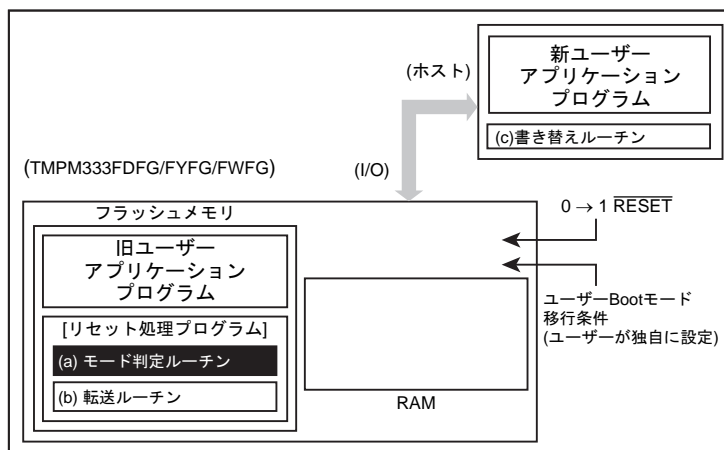 新ユーザー
アプリケーション
プログラム
(c)書き替えルーチン
(ホスト)
(I/O)
(TMPM333FDFG/FYFG/FWFG)
フラッシュメモリ
旧ユーザー
アプリケーション
プログラム
[リセット処理プログラム]
(a) モード判定ルーチン
(b) 転送ルーチン
RAM
0 → 1 RESET
ユーザーBootモード
移行条件
(ユーザーが独自に設定)